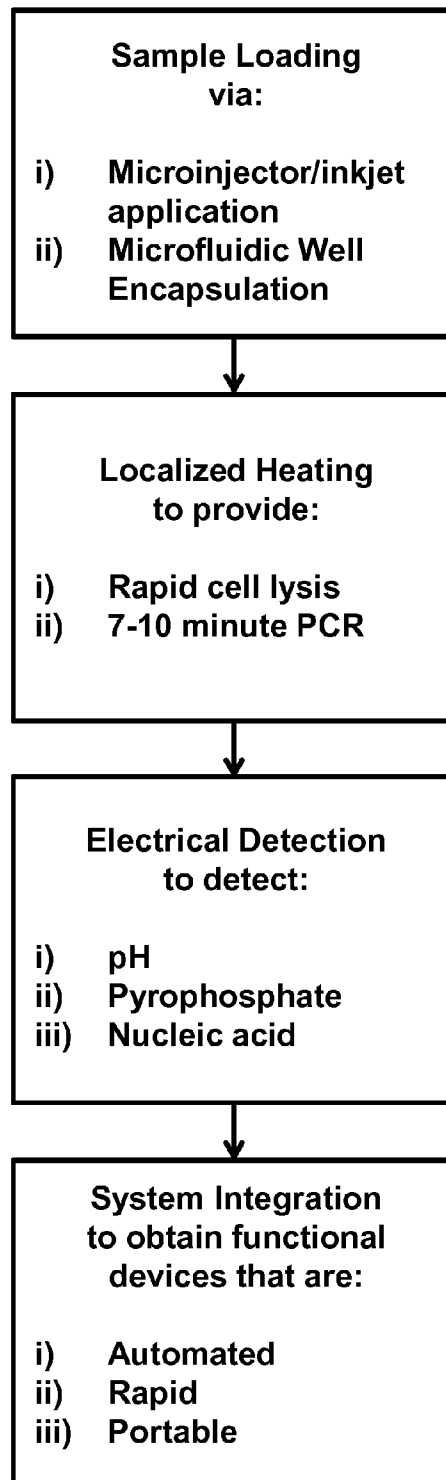 Sample Loading
via:
i) Microinjector/inkjet
application
ii) Microfluidic Well
Encapsulation
Localized Heating
to provide:
i) Rapid cell lysis
ii) 7-10 minute PCR
Electrical Detection
to detect:
i) pH
ii) Pyrophosphate
iii) Nucleic acid
System Integration
to obtain functional
devices that are:
i) Automated
ii) Rapid
iii) Portable